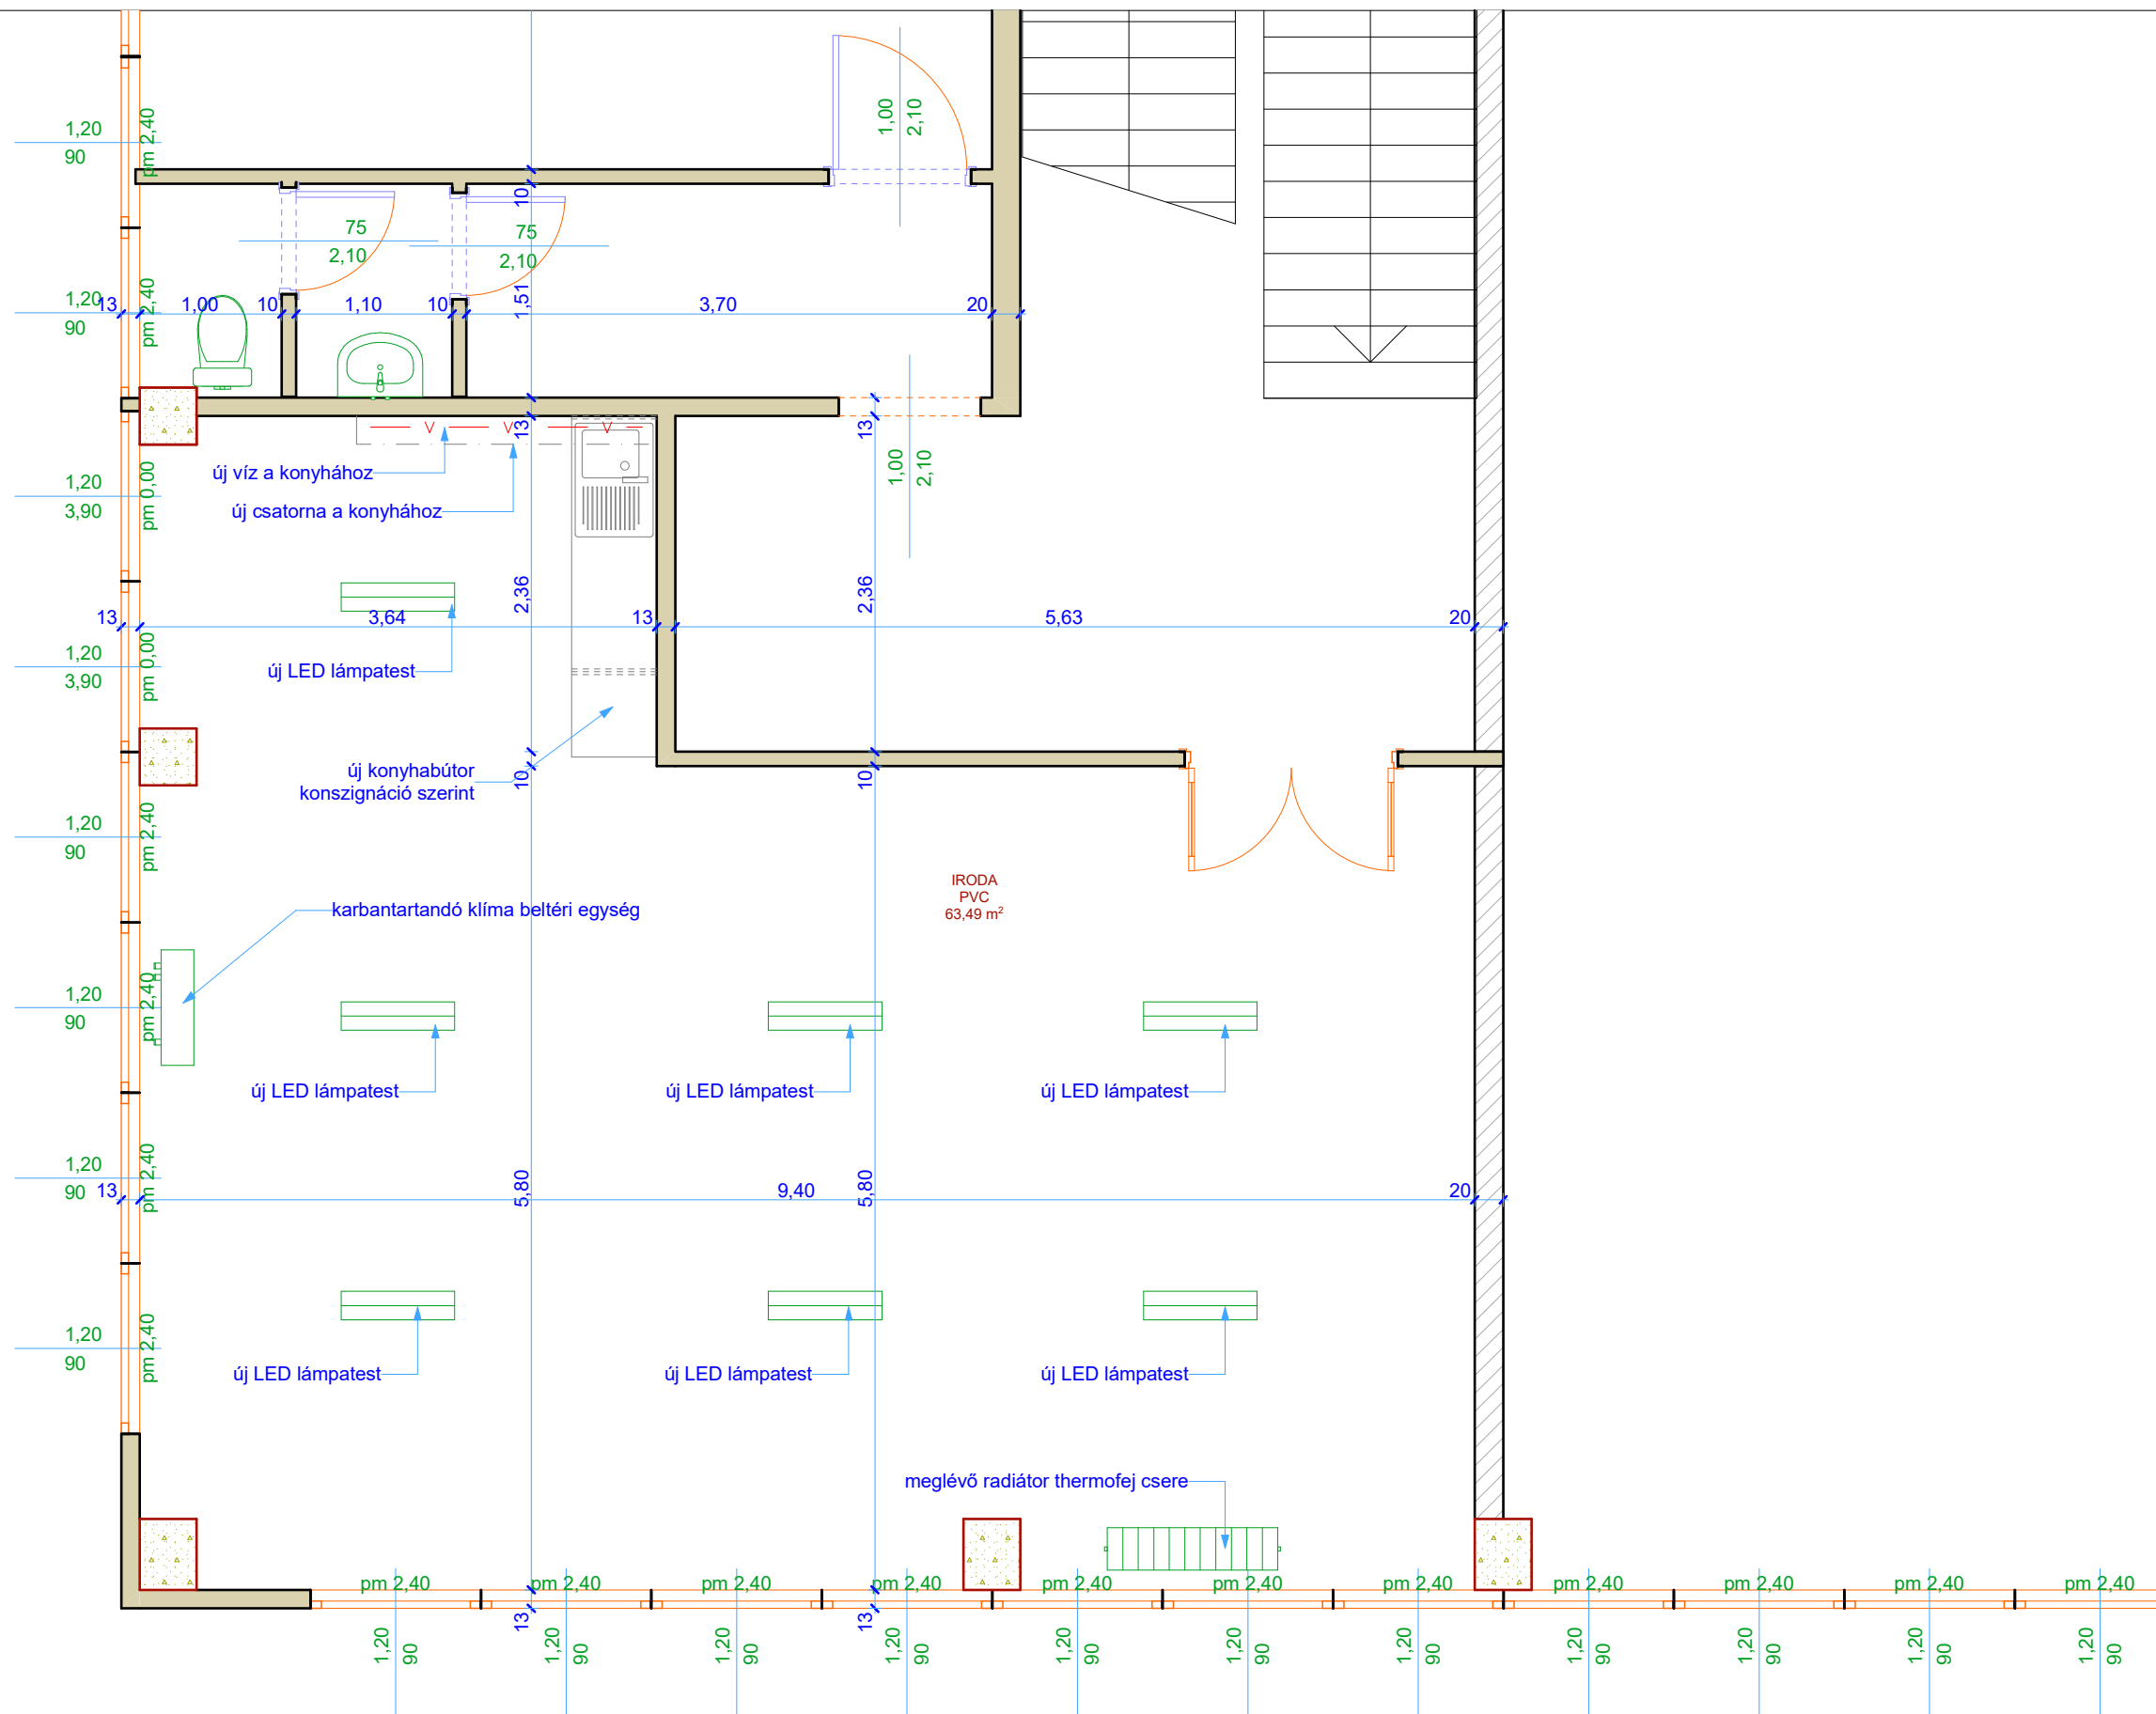 1,20
90
pm 2,40
1,00
2,10
10
75
2,10
75
2,10
1,51
1,20
90
pm 2,40
13
1,00
10
1,10
10
3,70
20
V V V
13
13
1,00
2,10
új víz a konyhához
új csatorna a konyhához
1,20
3,90
pm 0,00
2,36
2,36
13
3,64
13
5,63
20
új LED lámpatest
1,20
3,90
pm 0,00
új konyhabútor
konszignáció szerint
10
10
1,20
90
pm 2,40
IRODA
PVC
63,49 m²
karbantartandó klíma beltéri egység
1,20
90
pm 2,40
új LED lámpatest
új LED lámpatest
új LED lámpatest
1,20
90
pm 2,40
13
5,80
9,40
5,80
20
1,20
90
pm 2,40
új LED lámpatest
új LED lámpatest
új LED lámpatest
meglévő radiátor thermofej csere
pm 2,40
pm 2,40
pm 2,40
pm 2,40
pm 2,40
pm 2,40
pm 2,40
pm 2,40
pm 2,40
pm 2,40
pm 2,40
13
13
1,20
90
1,20
90
1,20
90
1,20
90
1,20
90
1,20
90
1,20
90
1,20
90
1,20
90
1,20
90
1,20
90